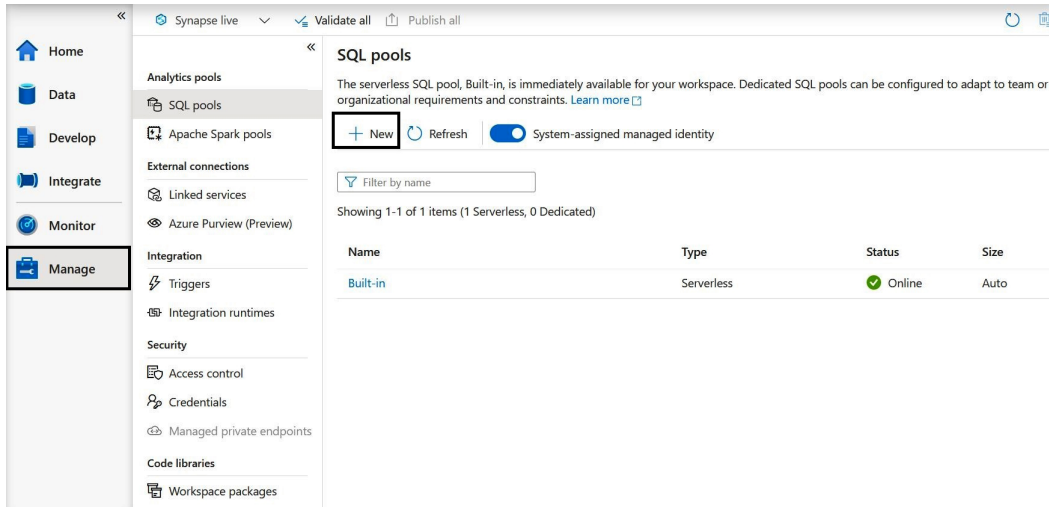 Synapse live
Validate all
Publish all
Home
Data
Develop
Integrate
Monitor
Manage
Analytics pools
SQL pools
Apache Spark pools
External connections
Linked services
Azure Purview (Preview)
Integration
Triggers
Integration runtimes
Security
Access control
Credentials
Managed private endpoints
Code libraries
Workspace packages
SQL pools
The serverless SQL pool, Built-in, is immediately available for your workspace. Dedicated SQL pools can be configured to adapt to team or
organizational requirements and constraints. Learn more
New Refresh System-assigned managed identity
Filter by name
Showing 1-1 of 1 items (1 Serverless, 0 Dedicated)
Name Type Status Size
Built-in Serverless Online Auto